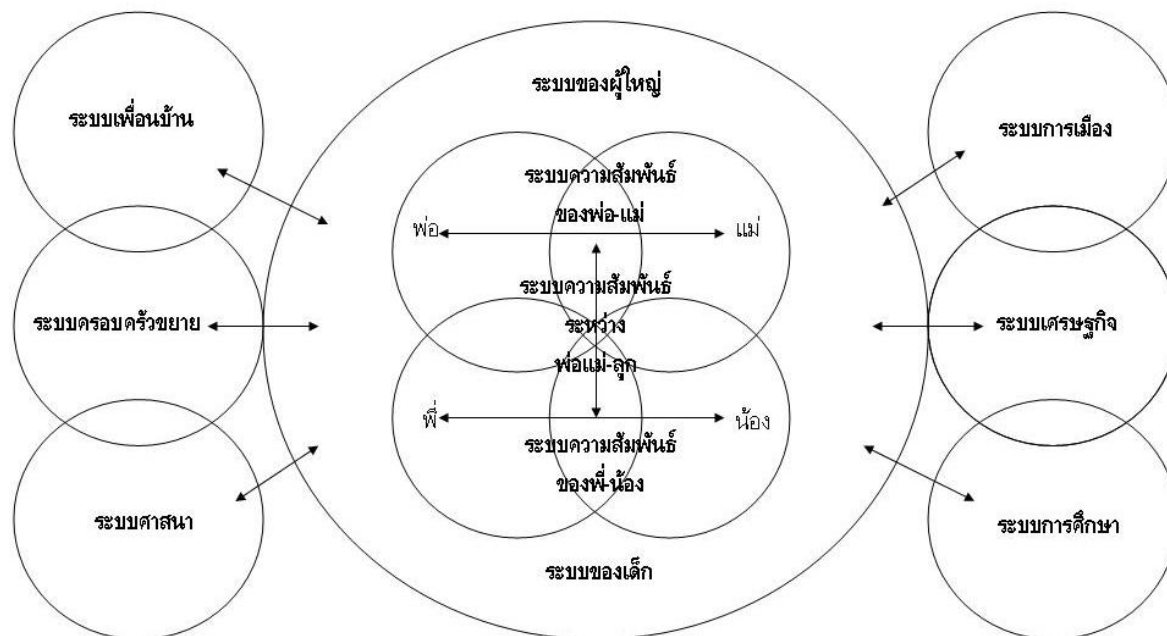 ระบบเพื่อนบ้าน
ระบบครอบครัวขยาย
ระบบศาสนา
ระบบของผู้ใหญ่
ระบบความสัมพันธ์
ของพ่อ-แม่
พ่อ
แม่
ระบบความสัมพันธ์
ระหว่าง
พ่อแม่-ลูก
พี่
น้อง
ระบบความสัมพันธ์
ของพี่-น้อง
ระบบของเด็ก
ระบบการเมือง
ระบบเศรษฐกิจ
ระบบการศึกษา